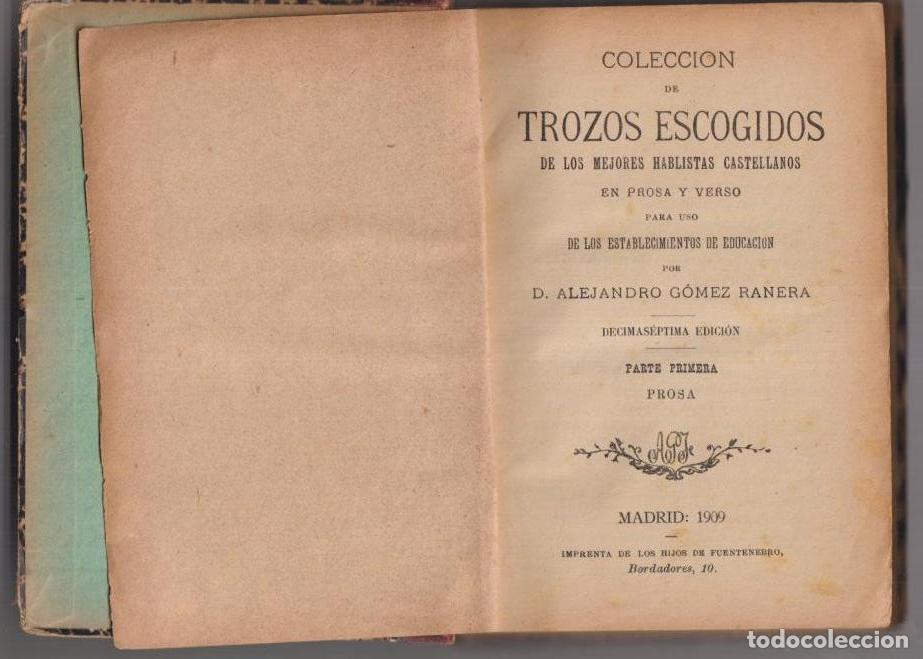 COLECCION
DE
TROZOS ESCOGIDOS
DE LOS MEJORES HABLISTAS CASTELLANOS
EN PROSA Y VERSO
PARA USO
DE LOS ESTABLECIMIENTOS DE EDUCACIÓN
POR
D. ALEJANDRO GÓMEZ RANERA
DECIMASÉPTIMA EDICIÓN
PARTE PRIMERA
PROSA
MADRID: 1909
IMPRENTA DE LOS HIJOS DE FUENTENEBRO,
Bordadores, 10.
todocoleccion